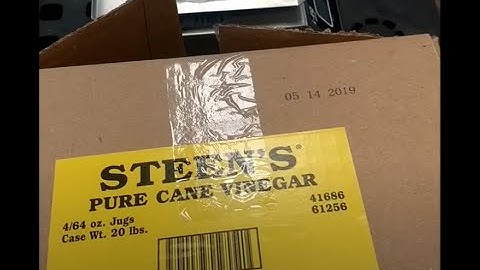 05 14 2019
STEEN'S®
PURE CANE VINEGAR
4/64 oz. Jugs
Case Wt. 20 lbs.
41686
61256